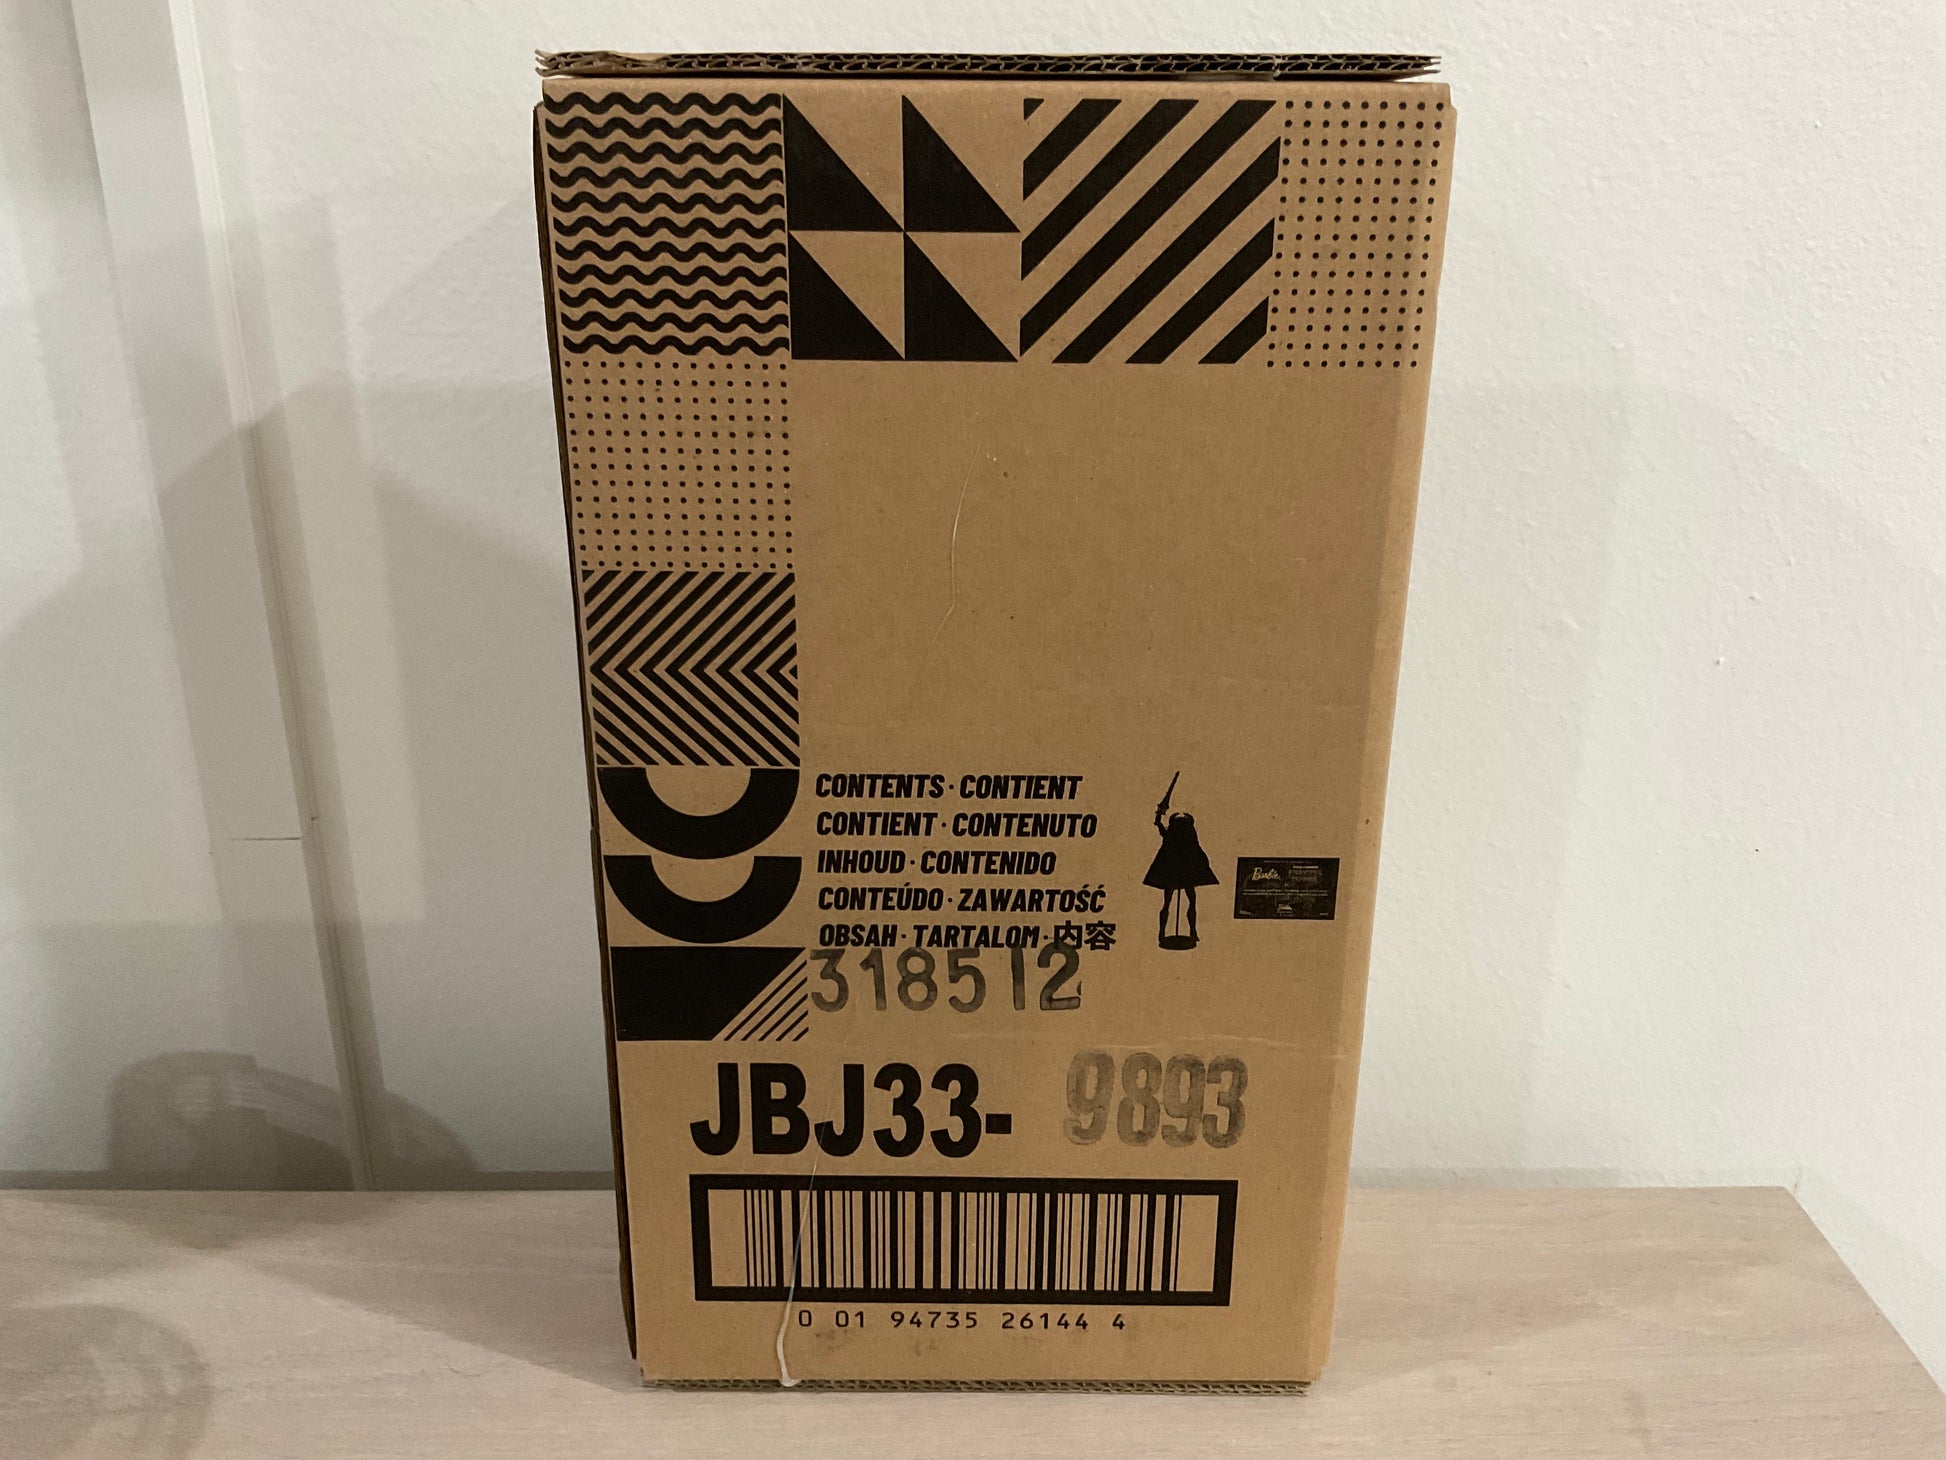 CONTENTS · CONTIENT
CONTIENT · CONTENUTO
INHOUD · CONTENIDO
CONTEÚDO · ZAWARTOŚĆ
OBSAH · TARTALOM · 内容
Barbie
318512
JBJ33- 9893
0 01 94735 26144 4